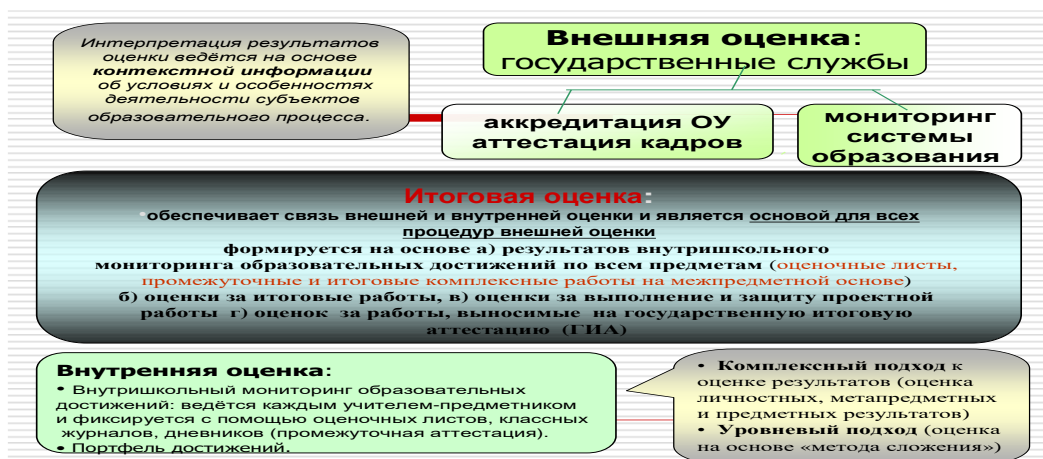 Интерпретация результатов
оценки ведётся на основе
контекстной информации
об условиях и особенностях
деятельности субъектов
образовательного процесса.
Внешняя оценка:
государственные службы
аккредитация ОУ
аттестация кадров
мониторинг
системы
образования
Итоговая оценка:
•обеспечивает связь внешней и внутренней оценки и является основой для всех
процедур внешней оценки
формируется на основе а) результатов внутришкольного
мониторинга образовательных достижений по всем предметам (оценочные листы,
промежуточные и итоговые комплексные работы на межпредметной основе)
б) оценки за итоговые работы, в) оценки за выполнение и защиту проектной
работы г) оценок за работы, выносимые на государственную итоговую
аттестацию (ГИА)
Внутренняя оценка:
• Внутришкольный мониторинг образовательных
достижений: ведётся каждым учителем-предметником
и фиксируется с помощью оценочных листов, классных
журналов, дневников (промежуточная аттестация).
• Портфель достижений.
• Комплексный подход к
оценке результатов (оценка
личностных, метапредметных
и предметных результатов)
• Уровневый подход (оценка
на основе «метода сложения»)